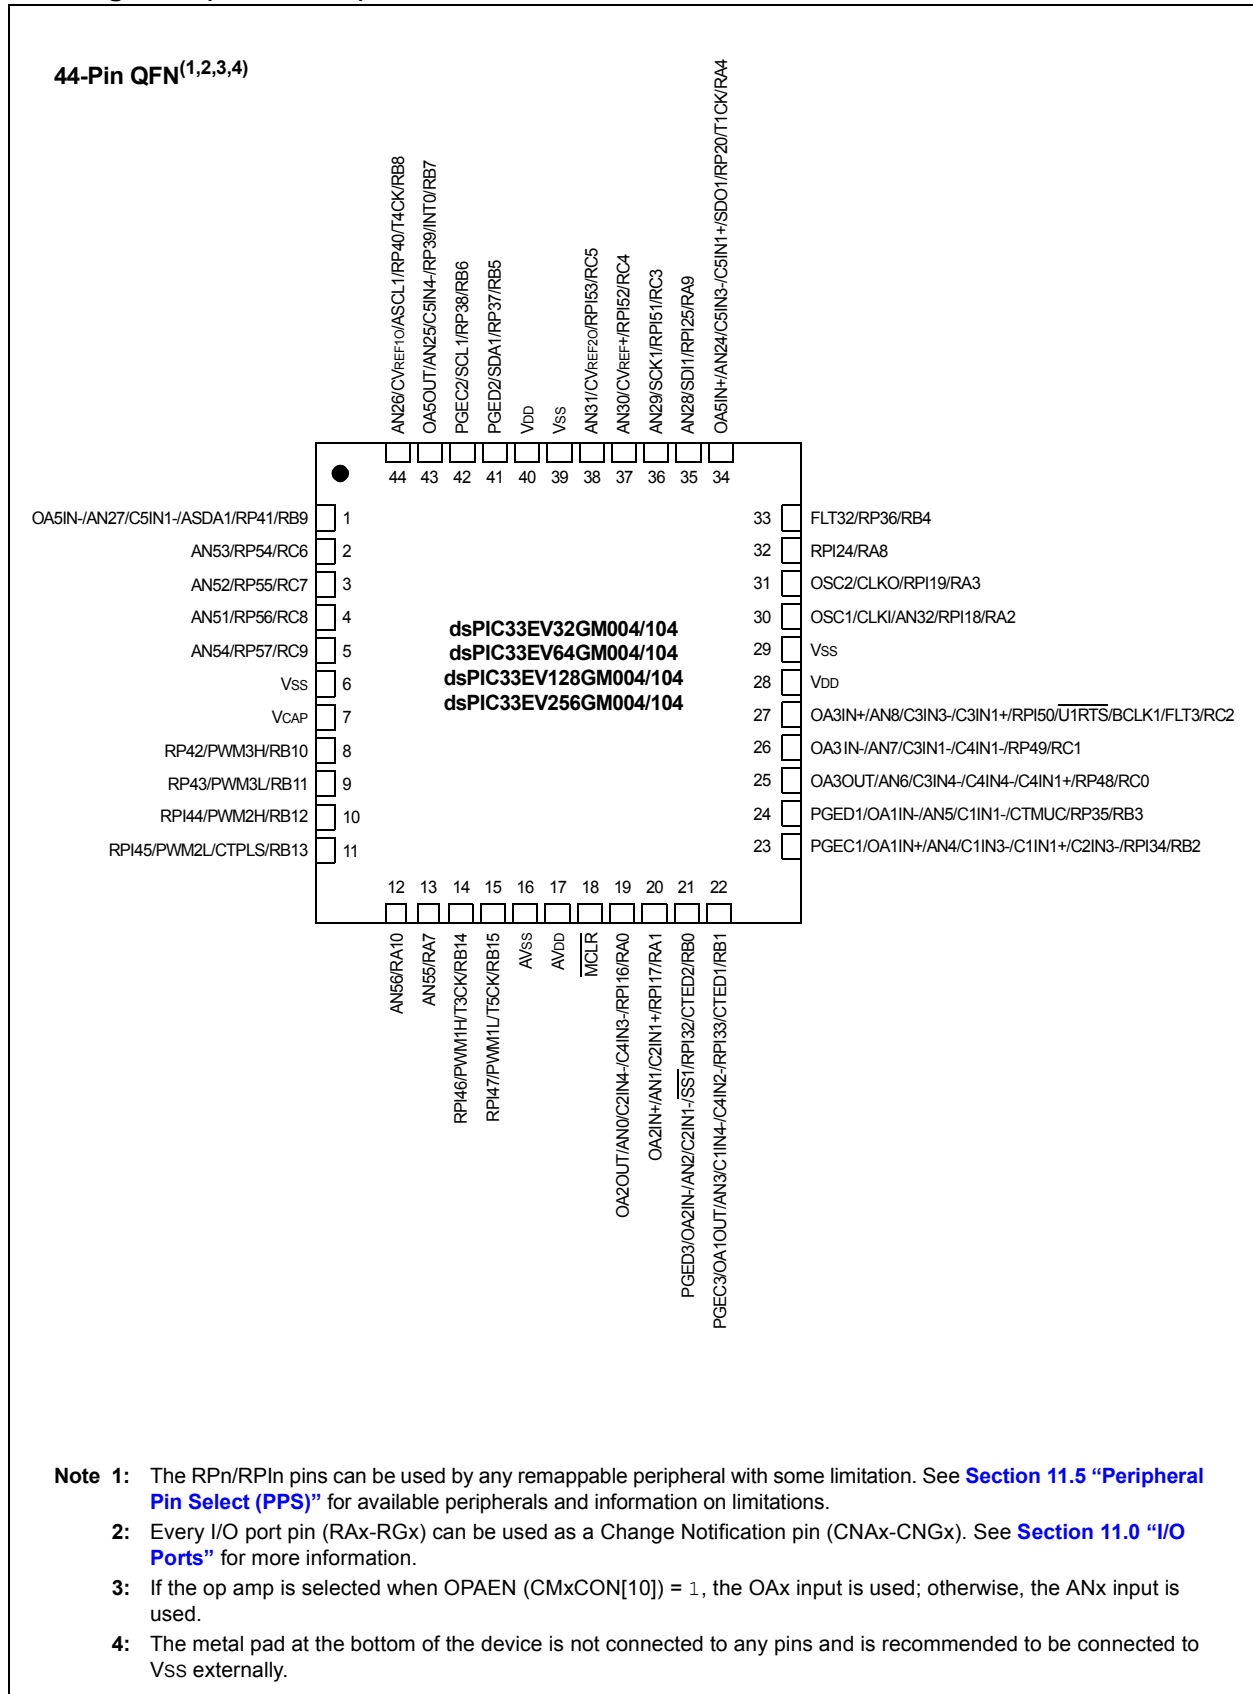 44-Pin QFN(1,2,3,4)
AN26/CVREF1O/ASCL1/RP40/T4CK/RB8
OA5OUT/AN25/C5IN4-/RP39/INT0/RB7
PGEC2/SCL1/RP38/RB6
PGED2/SDA1/RP37/RB5
VDD
VSS
AN31/CVREF2O/RPI53/RC5
AN30/CVREF+/RPI52/RC4
AN29/SCK1/RPI51/RC3
AN28/SDI1/RPI25/RA9
OA5IN+/AN24/C5IN3-/C5IN1+/SDO1/RP20/T1CK/RA4
44 43 42 41 40 39 38 37 36 35 34
OA5IN-/AN27/C5IN1-/ASDA1/RP41/RB9 1
AN53/RP54/RC6 2
AN52/RP55/RC7 3
AN51/RP56/RC8 4
AN54/RP57/RC9 5
VSS 6
VCAP 7
RP42/PWM3H/RB10 8
RP43/PWM3L/RB11 9
RPI44/PWM2H/RB12 10
RPI45/PWM2L/CTPLS/RB13 11
dsPIC33EV32GM004/104
dsPIC33EV64GM004/104
dsPIC33EV128GM004/104
dsPIC33EV256GM004/104
33 FLT32/RP36/RB4
32 RPI24/RA8
31 OSC2/CLKO/RPI19/RA3
30 OSC1/CLKI/AN32/RPI18/RA2
29 VSS
28 VDD
27 OA3IN+/AN8/C3IN3-/C3IN1+/RPI50/U1RTS/BCLK1/FLT3/RC2
26 OA3IN-/AN7/C3IN1-/C4IN1-/RP49/RC1
25 OA3OUT/AN6/C3IN4-/C4IN4-/C4IN1+/RP48/RC0
24 PGED1/OA1IN-/AN5/C1IN1-/CTMUC/RP35/RB3
23 PGEC1/OA1IN+/AN4/C1IN3-/C1IN1+/C2IN3-/RPI34/RB2
12 13 14 15 16 17 18 19 20 21 22
AN56/RA10
AN55/RA7
RPI46/PWM1H/T3CK/RB14
RPI47/PWM1L/T5CK/RB15
AVSS
AVDD
MCLR
OA2OUT/AN0/C2IN4-/C4IN3-/RPI16/RA0
OA2IN+/AN1/C2IN1+/RPI17/RA1
PGED3/OA2IN-/AN2/C2IN1-/SS1/RPI32/CTED2/RB0
PGEC3/OA1OUT/AN3/C1IN4-/C4IN2-/RPI33/CTED1/RB1
Note 1: The RPn/RPIn pins can be used by any remappable peripheral with some limitation. See Section 11.5 “Peripheral
Pin Select (PPS)” for available peripherals and information on limitations.
2: Every I/O port pin (RAx-RGx) can be used as a Change Notification pin (CNAx-CNGx). See Section 11.0 “I/O
Ports” for more information.
3: If the op amp is selected when OPAEN (CMxCON[10]) = 1, the OAx input is used; otherwise, the ANx input is
used.
4: The metal pad at the bottom of the device is not connected to any pins and is recommended to be connected to
VSS externally.